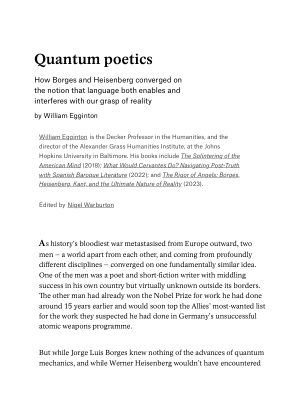 Quantum poetics
How Borges and Heisenberg converged on
the notion that language both enables and
interferes with our grasp of reality
by William Egginton
William Egginton is the Decker Professor in the Humanities, and the
director of the Alexander Grass Humanities Institute, at the Johns
Hopkins University in Baltimore. His books include The Splintering of the
American Mind (2018); What Would Cervantes Do? Navigating Post-Truth
with Spanish Baroque Literature (2022); and The Rigor of Angels: Borges,
Heisenberg, Kant, and the Ultimate Nature of Reality (2023).
Edited by Nigel Warburton
As history's bloodiest war metastasised from Europe outward, two
men – a world apart from each other, and coming from profoundly
different disciplines – converged on one fundamentally similar idea.
One of the men was a poet and short-fiction writer with middling
success in his own country but virtually unknown outside its borders.
The other man had already won the Nobel Prize for work he had done
around 15 years earlier and would soon top the Allies' most-wanted list
for the work they suspected he had done in Germany's unsuccessful
atomic weapons programme.
But while Jorge Luis Borges knew nothing of the advances of quantum
mechanics, and while Werner Heisenberg wouldn't have encountered